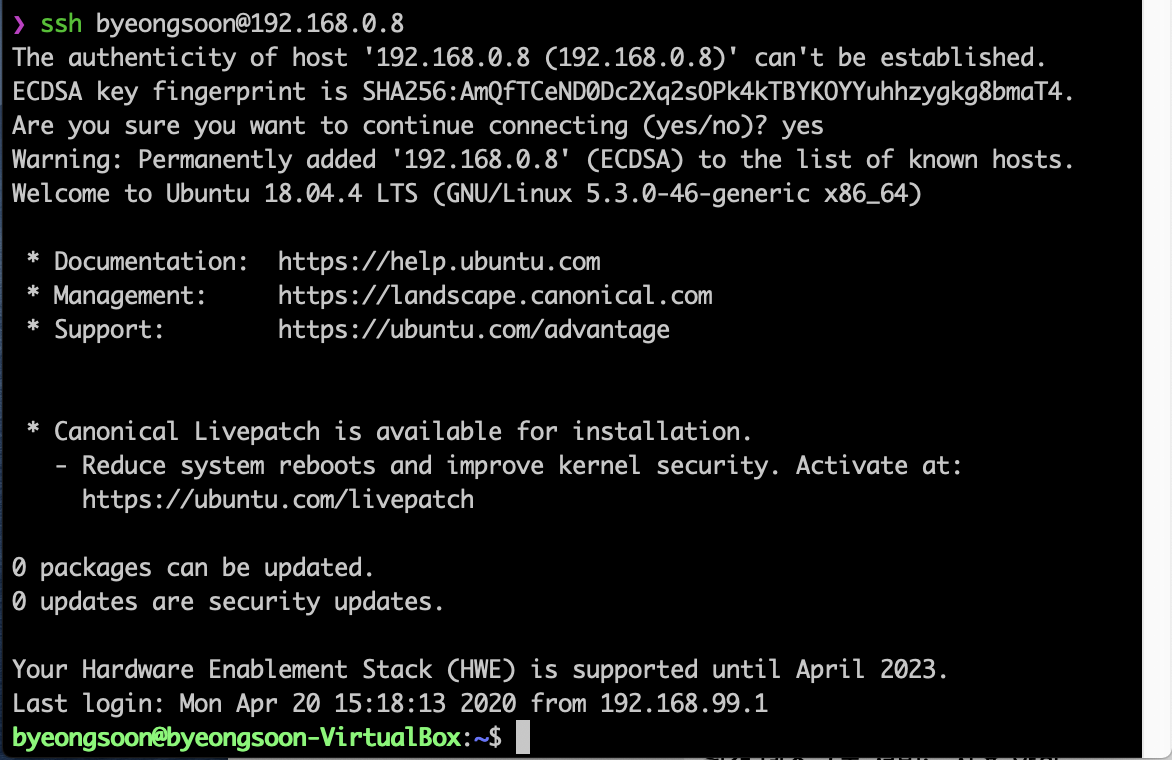 ❯ ssh byeongsoon@192.168.0.8
The authenticity of host '192.168.0.8 (192.168.0.8)' can't be established.
ECDSA key fingerprint is SHA256:AmQfTCeND0Dc2Xq2sOPk4kTBYKOYYuhhzygkg8bmaT4.
Are you sure you want to continue connecting (yes/no)? yes
Warning: Permanently added '192.168.0.8' (ECDSA) to the list of known hosts.
Welcome to Ubuntu 18.04.4 LTS (GNU/Linux 5.3.0-46-generic x86_64)
* Documentation:  https://help.ubuntu.com
* Management:     https://landscape.canonical.com
* Support:        https://ubuntu.com/advantage
* Canonical Livepatch is available for installation.
- Reduce system reboots and improve kernel security. Activate at:
https://ubuntu.com/livepatch
0 packages can be updated.
0 updates are security updates.
Your Hardware Enablement Stack (HWE) is supported until April 2023.
Last login: Mon Apr 20 15:18:13 2020 from 192.168.99.1
byeongsoon@byeongsoon-VirtualBox:~$